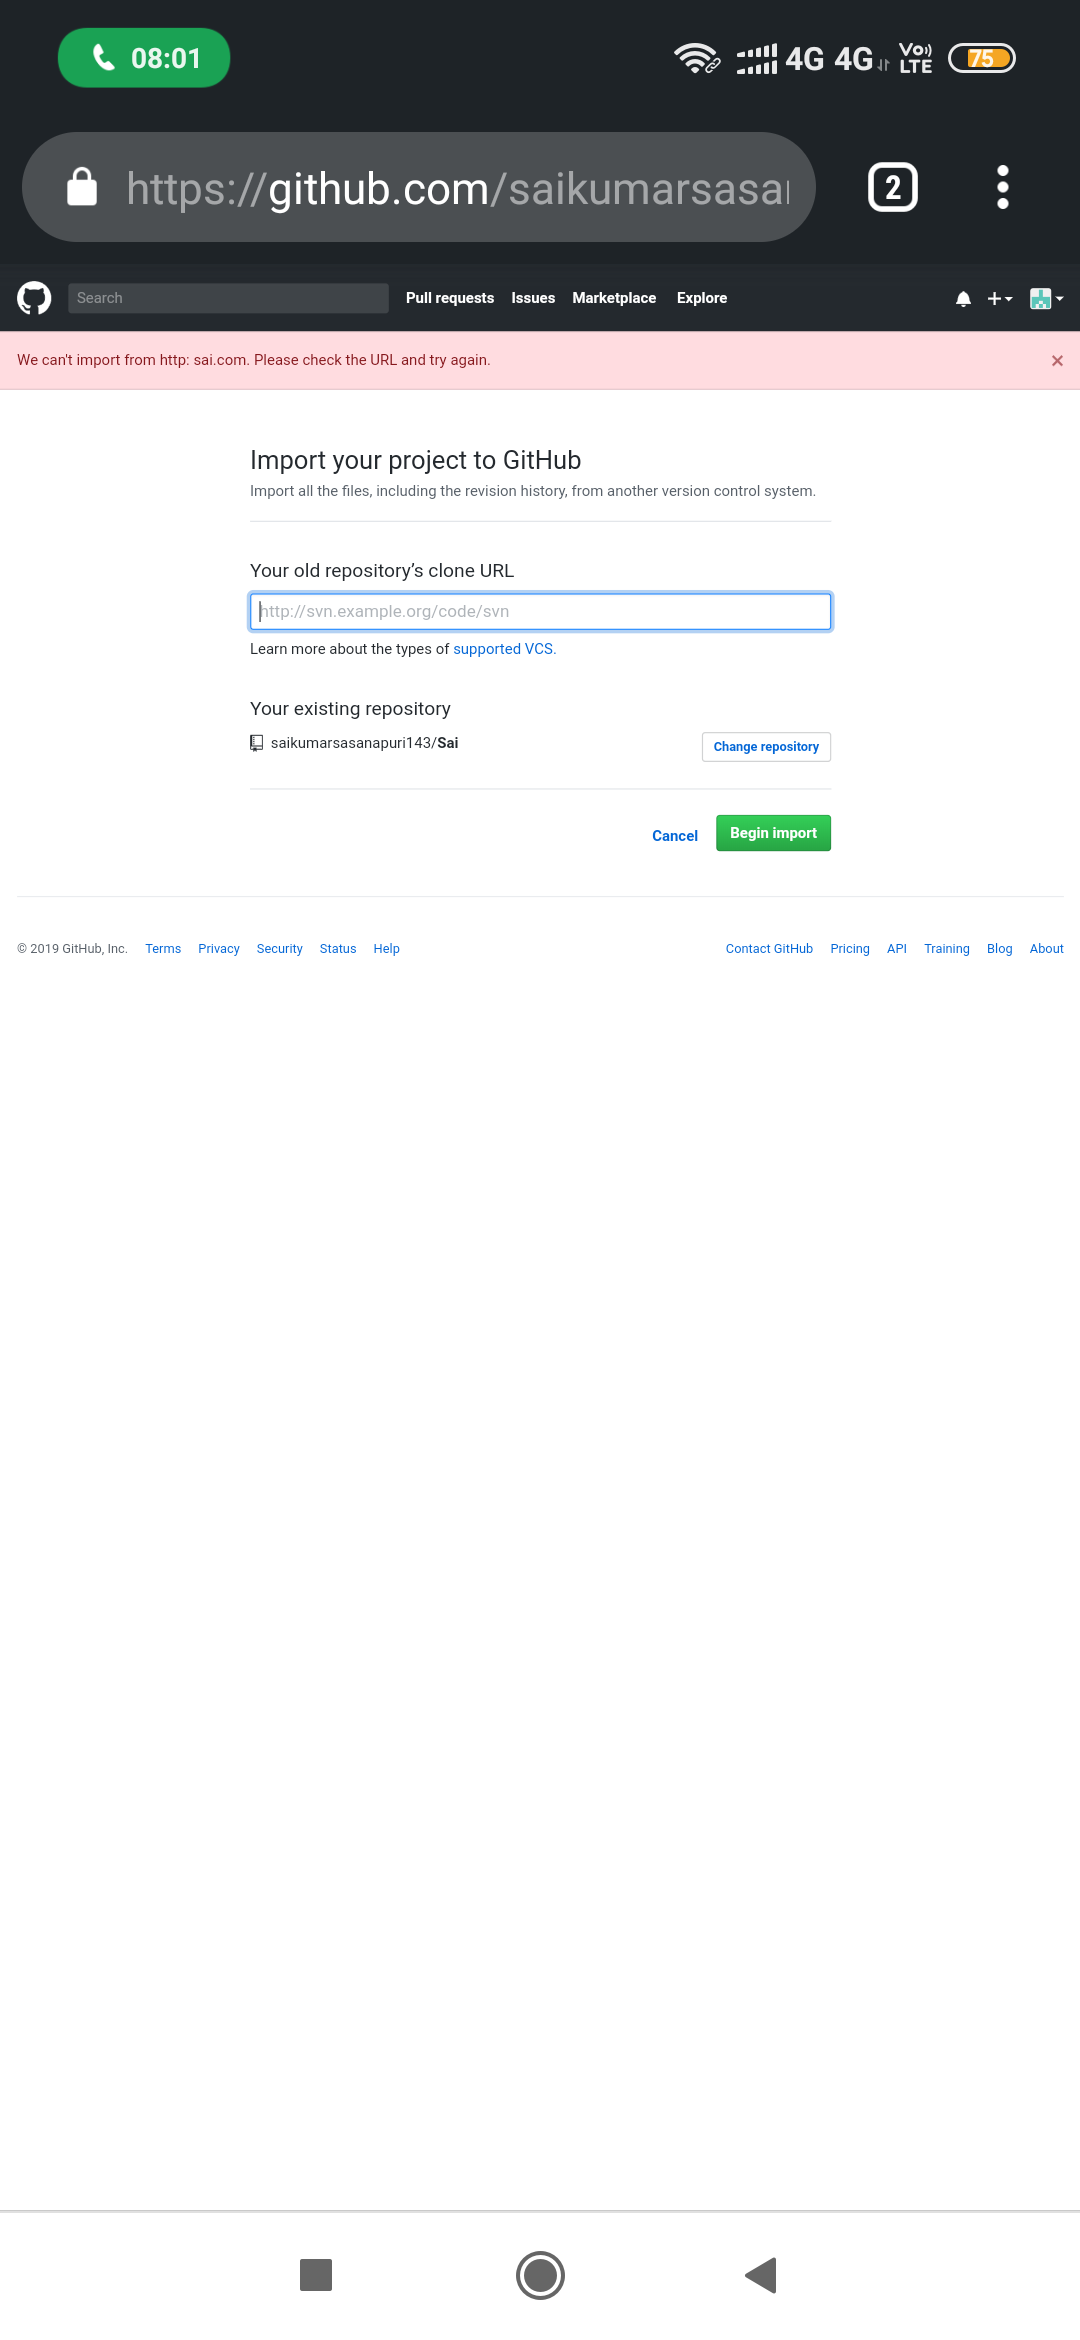 08:01 4G 4G Vo LTE 75
https://github.com/saikumarsasa
2
Search Pull requests Issues Marketplace Explore
We can't import from http: sai.com. Please check the URL and try again.
Import your project to GitHub
Import all the files, including the revision history, from another version control system.
Your old repository’s clone URL
http://svn.example.org/code/svn
Learn more about the types of supported VCS.
Your existing repository
saikumarsasanapuri143/Sai Change repository
Cancel Begin import
© 2019 GitHub, Inc. Terms Privacy Security Status Help Contact GitHub Pricing API Training Blog About